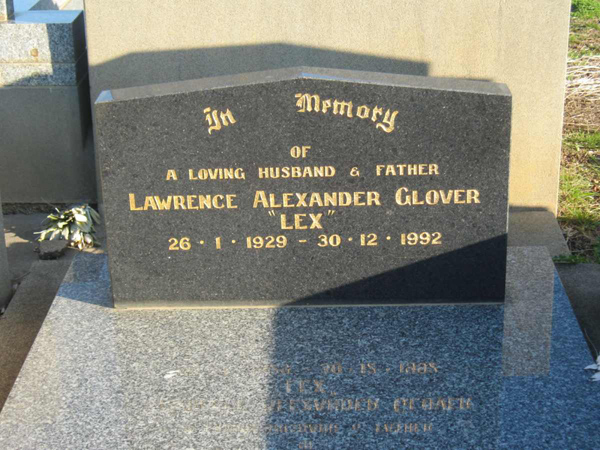 In Memory
OF
A LOVING HUSBAND & FATHER
LAWRENCE ALEXANDER GLOVER
"LEX"
26 · 1 · 1929 - 30 · 12 · 1992